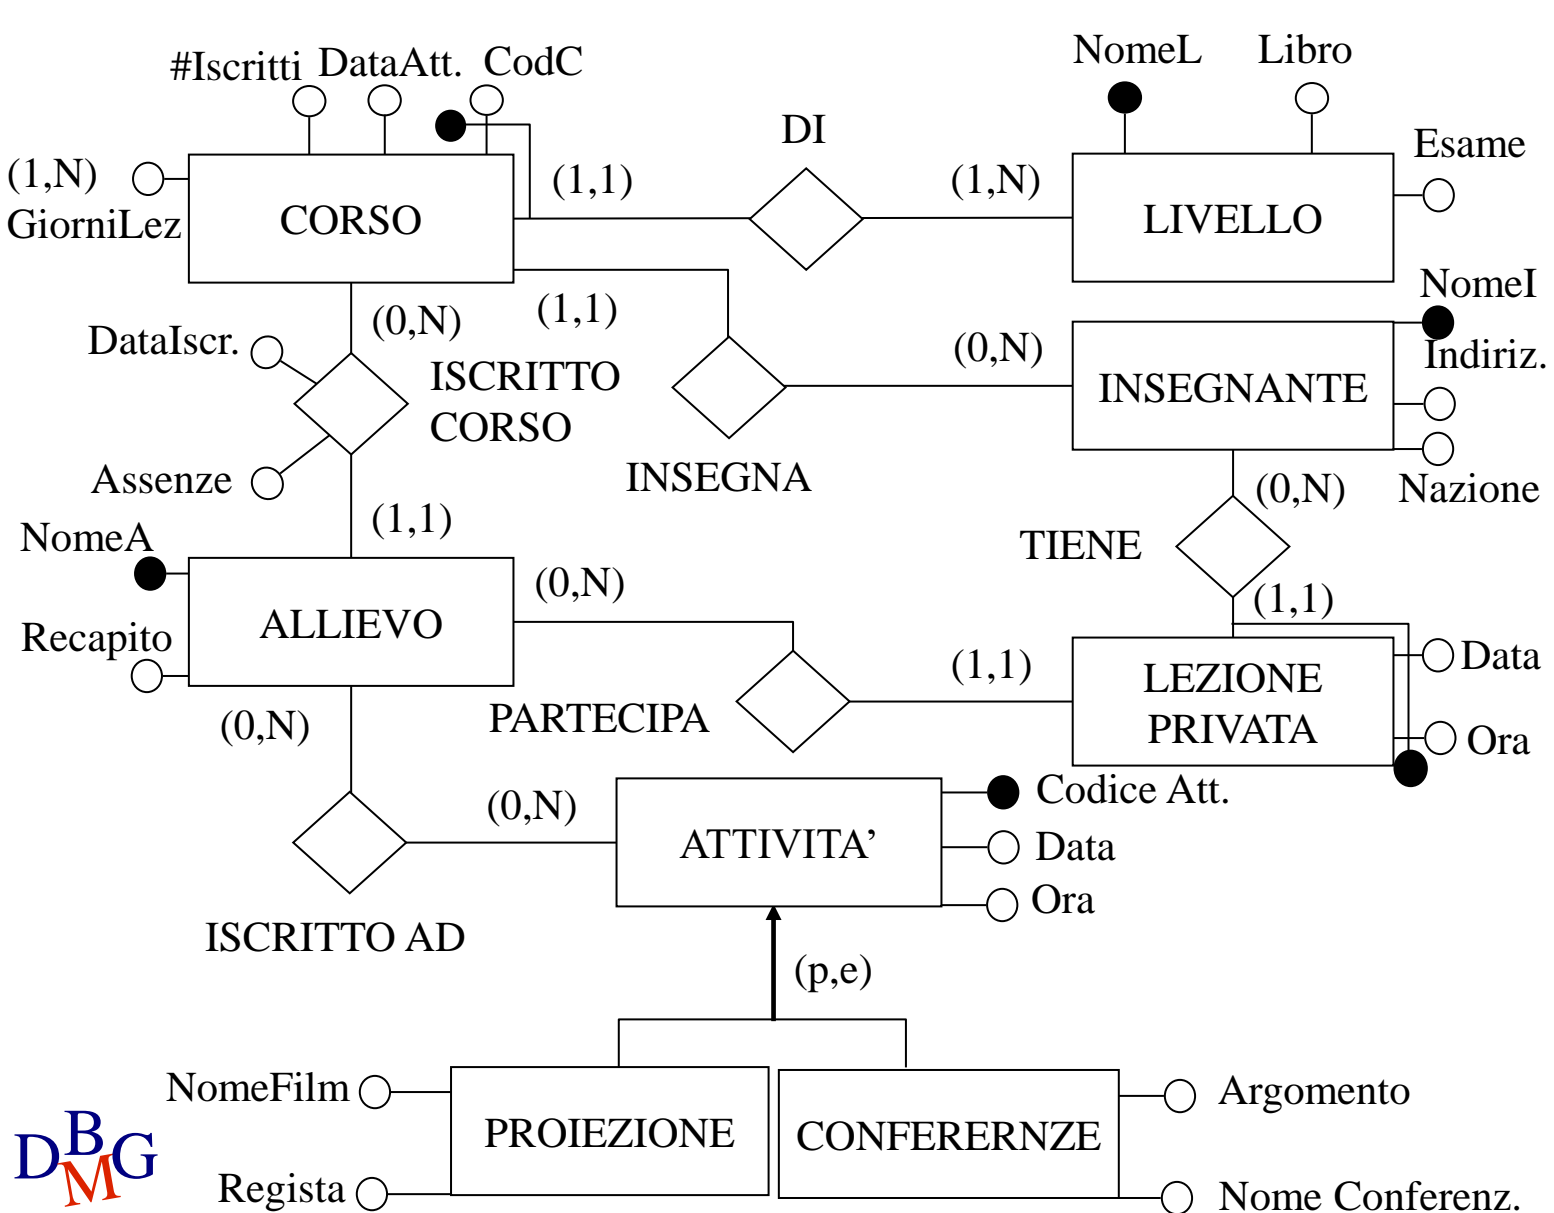 #Iscritti DataAtt. CodC
NomeL Libro
DI
Esame
(1,N)
GiorniLez
CORSO
(1,1)
(1,N)
LIVELLO
NomeI
(0,N)
(1,1)
DataIscr.
(0,N)
Indiriz.
ISCRITTO
CORSO
INSEGNANTE
Assenze
INSEGNA
(0,N)
Nazione
(1,1)
NomeA
TIENE
(0,N)
(1,1)
ALLIEVO
Recapito
(1,1)
Data
LEZIONE
PRIVATA
(0,N)
PARTECIPA
Ora
(0,N)
Codice Att.
ATTIVITA’
Data
Ora
ISCRITTO AD
(p,e)
NomeFilm
PROIEZIONE
CONFERERNZE
Argomento
DBMG
Regista
Nome Conferenz.